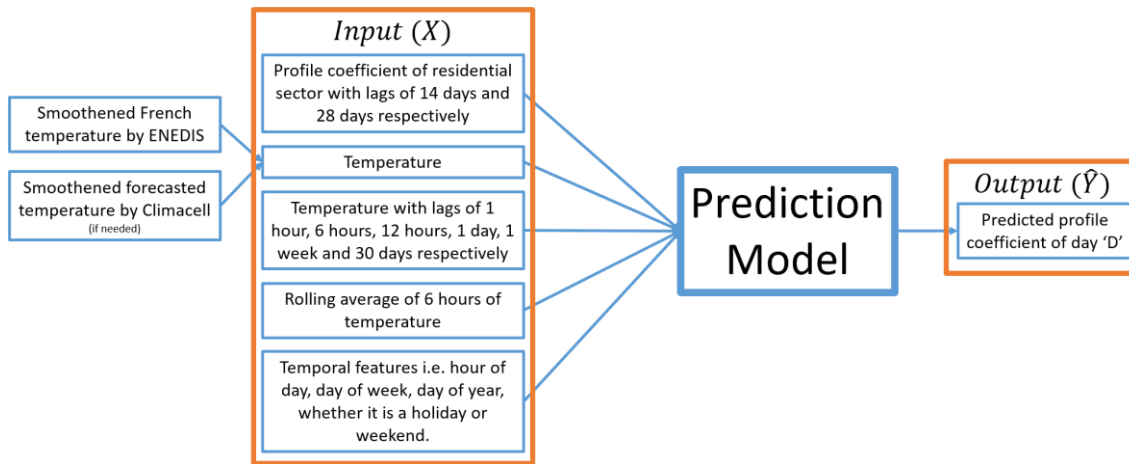 Smoothened French
temperature by ENEDIS
Smoothened forecasted
temperature by Climacell
(if needed)
Input (X)
Profile coefficient of residential
sector with lags of 14 days and
28 days respectively
Temperature
Temperature with lags of 1
hour, 6 hours, 12 hours, 1 day, 1
week and 30 days respectively
Rolling average of 6 hours of
temperature
Temporal features i.e. hour of
day, day of week, day of year,
whether it is a holiday or
weekend.
Prediction
Model
Output (Ŷ)
Predicted profile
coefficient of day ‘D’